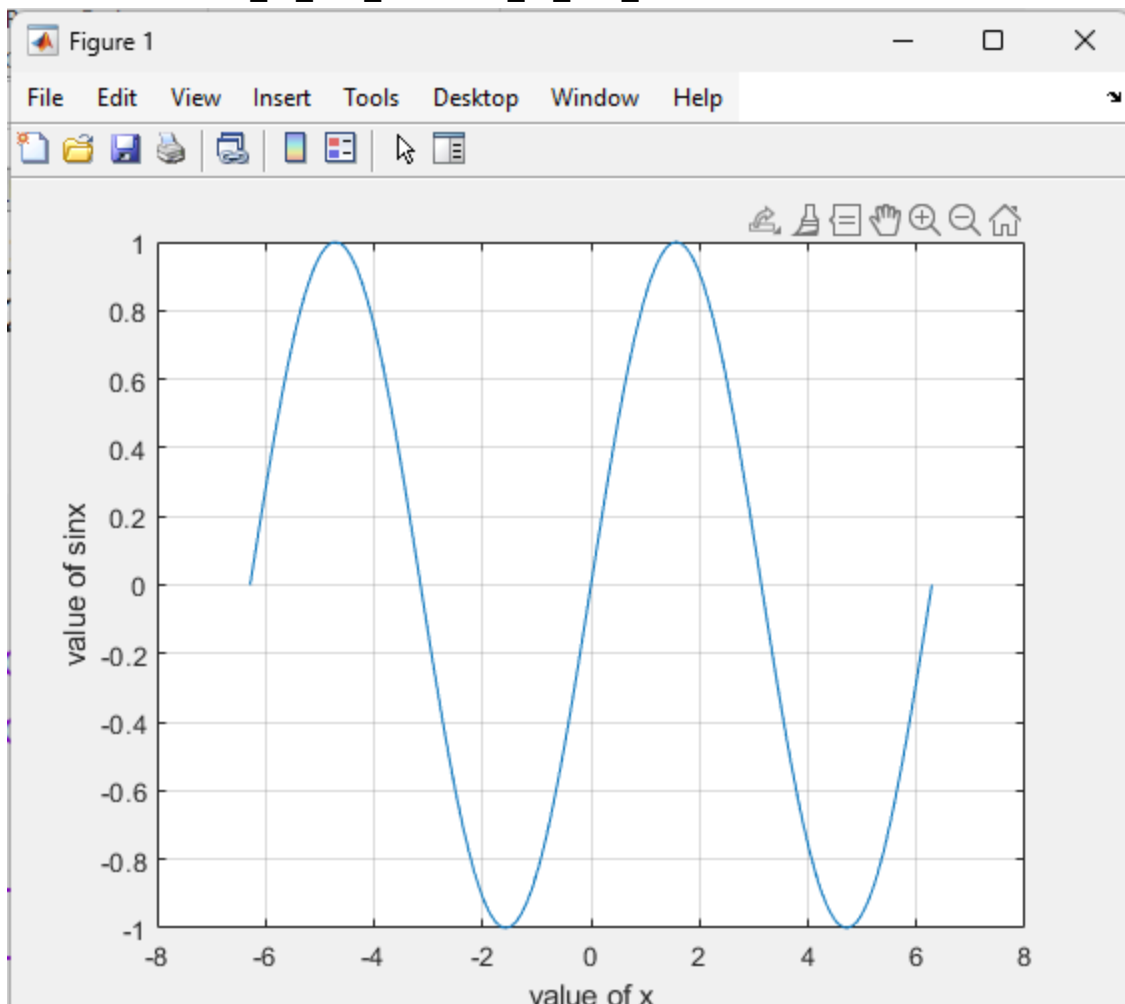 Figure 1
File Edit View Insert Tools Desktop Window Help
1
0.8
0.6
0.4
0.2
0
-0.2
-0.4
-0.6
-0.8
-1
value of sinx
-8 -6 -4 -2 0 2 4 6 8
value of x